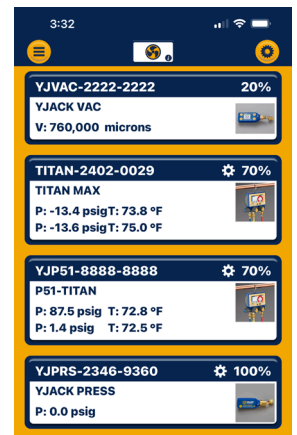 3:32
YJVAC-2222-2222 20%
YJACK VAC
V: 760,000 microns
TITAN-2402-0029 70%
TITAN MAX
P: -13.4 psigT: 73.8 ºF
P: -13.6 psigT: 75.0 ºF
YJP51-8888-8888 70%
P51-TITAN
P: 87.5 psig T: 72.8 ºF
P: 1.4 psig T: 72.5 ºF
YJPRS-2346-9360 100%
YJACK PRESS
P: 0.0 psig